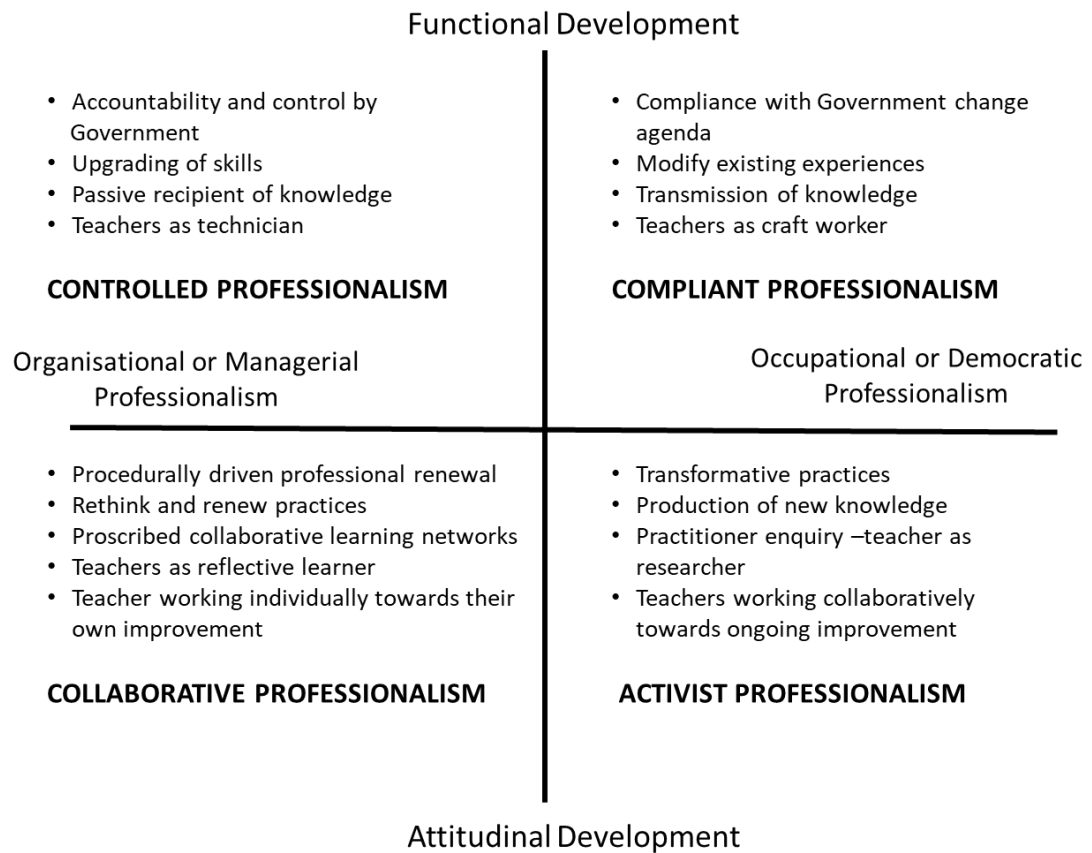 Functional Development
• Accountability and control by
Government
• Upgrading of skills
• Passive recipient of knowledge
• Teachers as technician
CONTROLLED PROFESSIONALISM
• Compliance with Government change
agenda
• Modify existing experiences
• Transmission of knowledge
• Teachers as craft worker
COMPLIANT PROFESSIONALISM
Organisational or Managerial
Professionalism
Occupational or Democratic
Professionalism
• Procedurally driven professional renewal
• Rethink and renew practices
• Proscribed collaborative learning networks
• Teachers as reflective learner
• Teacher working individually towards their
own improvement
COLLABORATIVE PROFESSIONALISM
• Transformative practices
• Production of new knowledge
• Practitioner enquiry –teacher as
researcher
• Teachers working collaboratively
towards ongoing improvement
ACTIVIST PROFESSIONALISM
Attitudinal Development